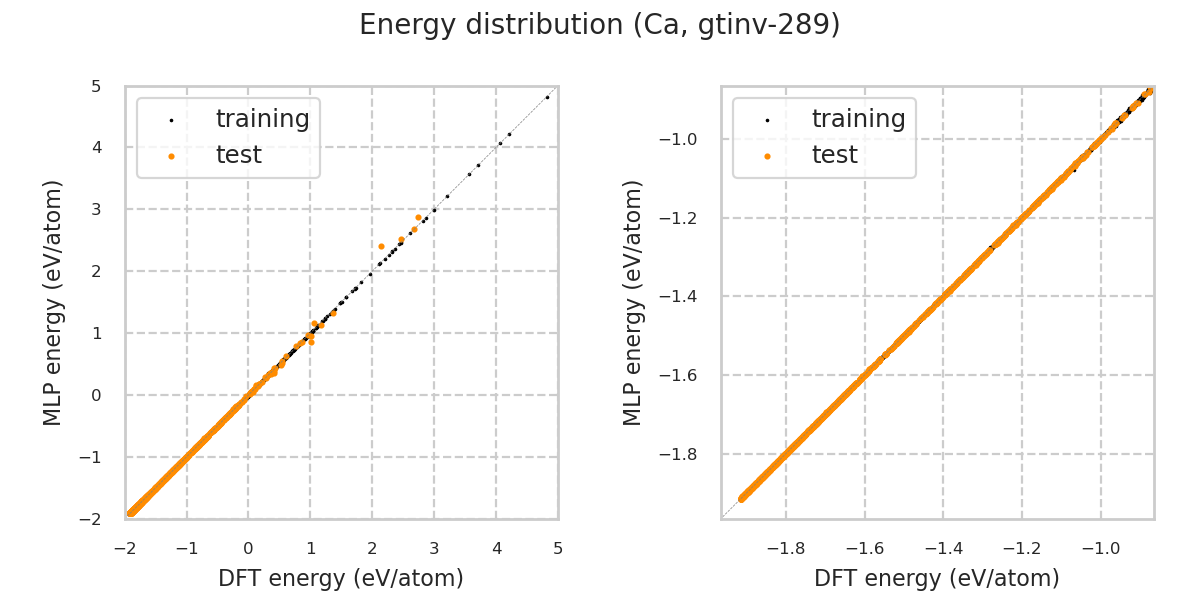 Energy distribution (Ca, gtinv-289)
training
test
5
4
3
2
1
0
−1
−2
−2
−1
0
1
2
3
4
5
MLP energy (eV/atom)
DFT energy (eV/atom)
training
test
−1.0
−1.2
−1.4
−1.6
−1.8
−1.8
−1.6
−1.4
−1.2
−1.0
MLP energy (eV/atom)
DFT energy (eV/atom)